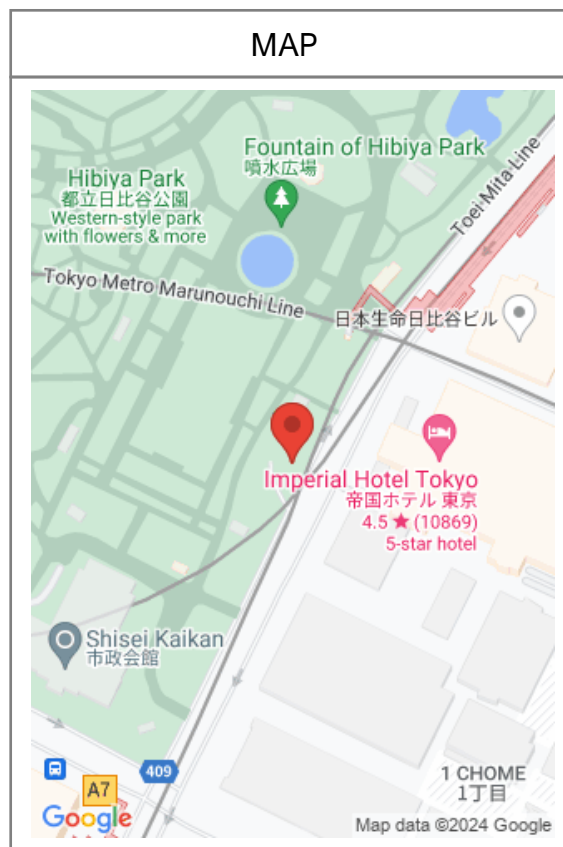 MAP
Fountain of Hibiya Park
噴水広場
Hibiya Park
都立日比谷公園
Western-style park
with flowers & more
Toei Mita Line
Tokyo Metro Marunouchi Line
日本生命日比谷ビル
Imperial Hotel Tokyo
帝国ホテル 東京
4.5 ★ (10869)
5-star hotel
Shisei Kaikan
市政会館
409
A7
1 CHOME
1丁目
Google
Map data ©2024 Google